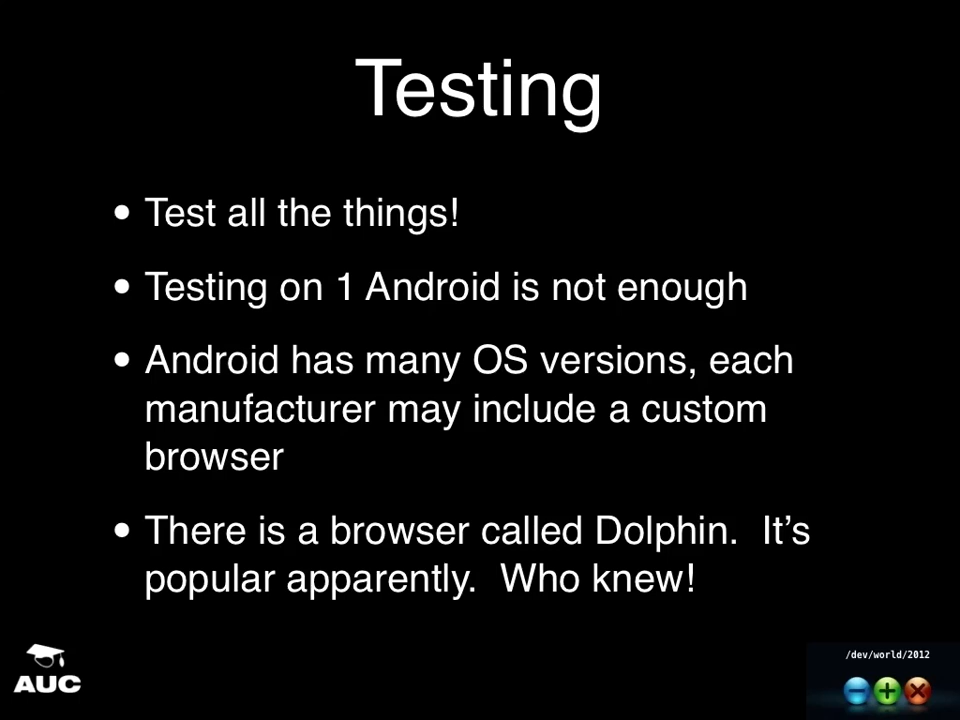 Testing
• Test all the things!
• Testing on 1 Android is not enough
• Android has many OS versions, each
manufacturer may include a custom
browser
• There is a browser called Dolphin.  It’s
popular apparently.  Who knew!
AUC
/dev/world/2012